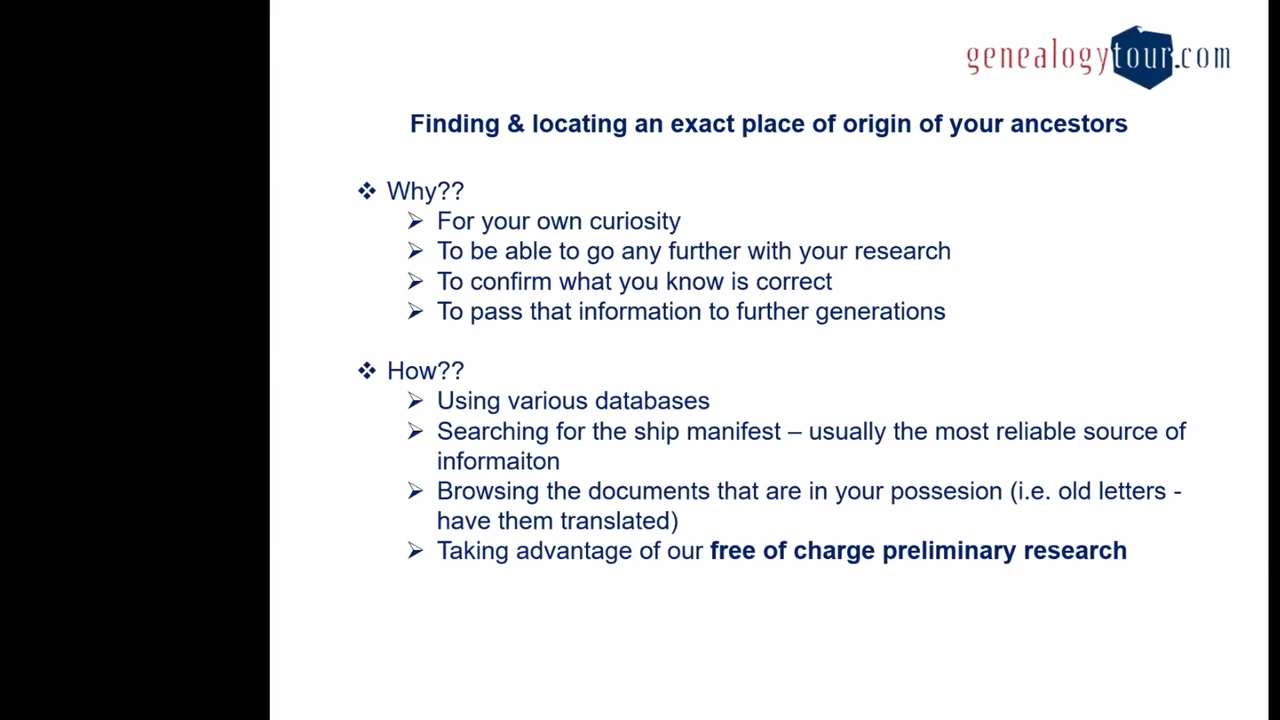 genealogytour.com
Finding & locating an exact place of origin of your ancestors
❖ Why??
➢ For your own curiosity
➢ To be able to go any further with your research
➢ To confirm what you know is correct
➢ To pass that information to further generations
❖ How??
➢ Using various databases
➢ Searching for the ship manifest – usually the most reliable source of
informaiton
➢ Browsing the documents that are in your possesion (i.e. old letters -
have them translated)
➢ Taking advantage of our free of charge preliminary research